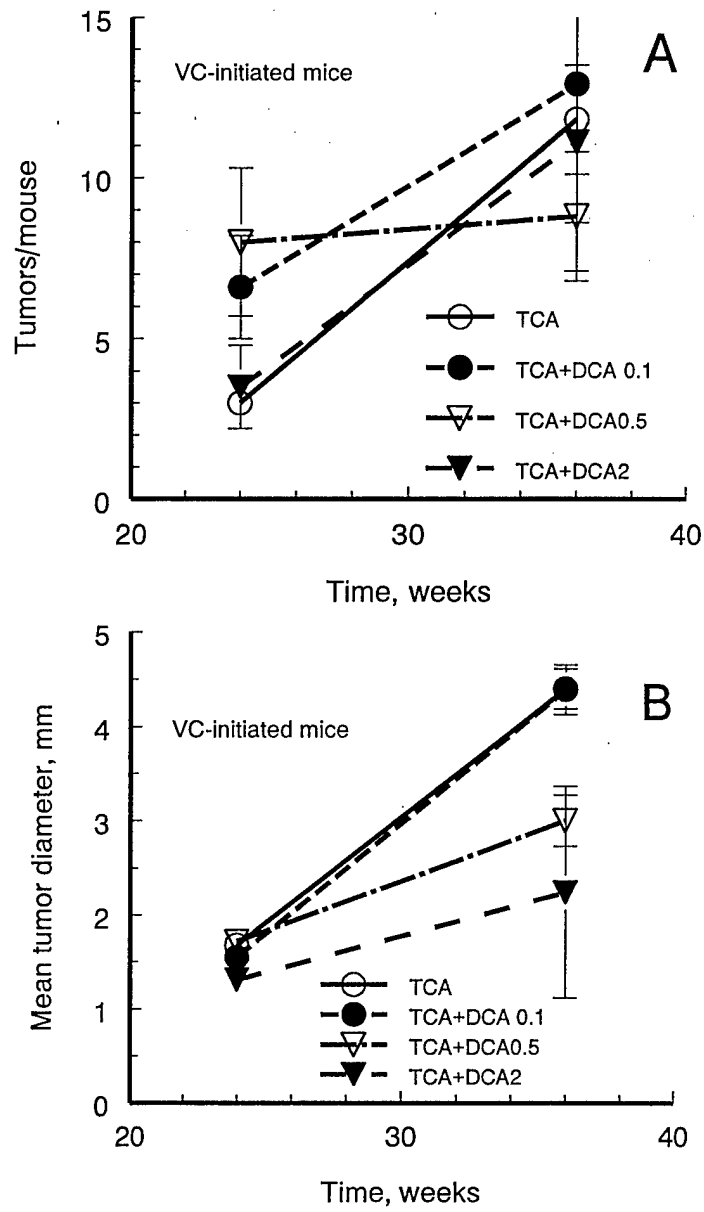 15
A
VC-initiated mice
10
Tumors/mouse
5
TCA
TCA+DCA 0.1
TCA+DCA0.5
TCA+DCA2
0
20 30 40
Time, weeks
5
B
VC-initiated mice
4
3
Mean tumor diameter, mm
2
1
TCA
TCA+DCA 0.1
TCA+DCA0.5
TCA+DCA2
0
20 30 40
Time, weeks